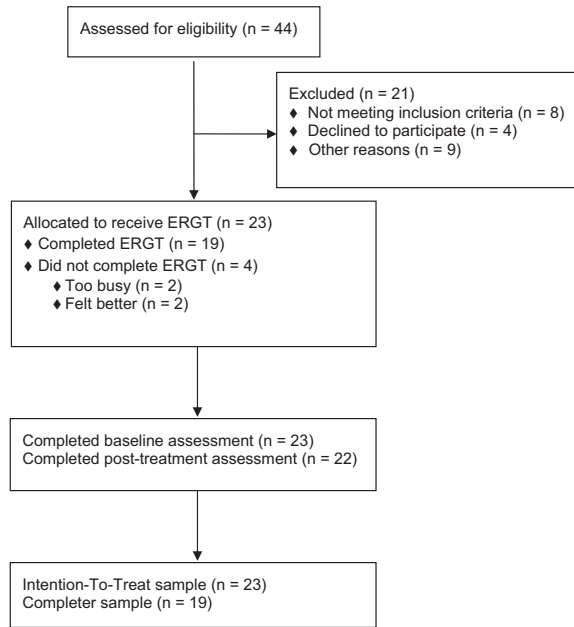 Assessed for eligibility (n = 44)
Excluded (n = 21)
♦ Not meeting inclusion criteria (n = 8)
♦ Declined to participate (n = 4)
♦ Other reasons (n = 9)
Allocated to receive ERGT (n = 23)
♦ Completed ERGT (n = 19)
♦ Did not complete ERGT (n = 4)
♦ Too busy (n = 2)
♦ Felt better (n = 2)
Completed baseline assessment (n = 23)
Completed post-treatment assessment (n = 22)
Intention-To-Treat sample (n = 23)
Completer sample (n = 19)